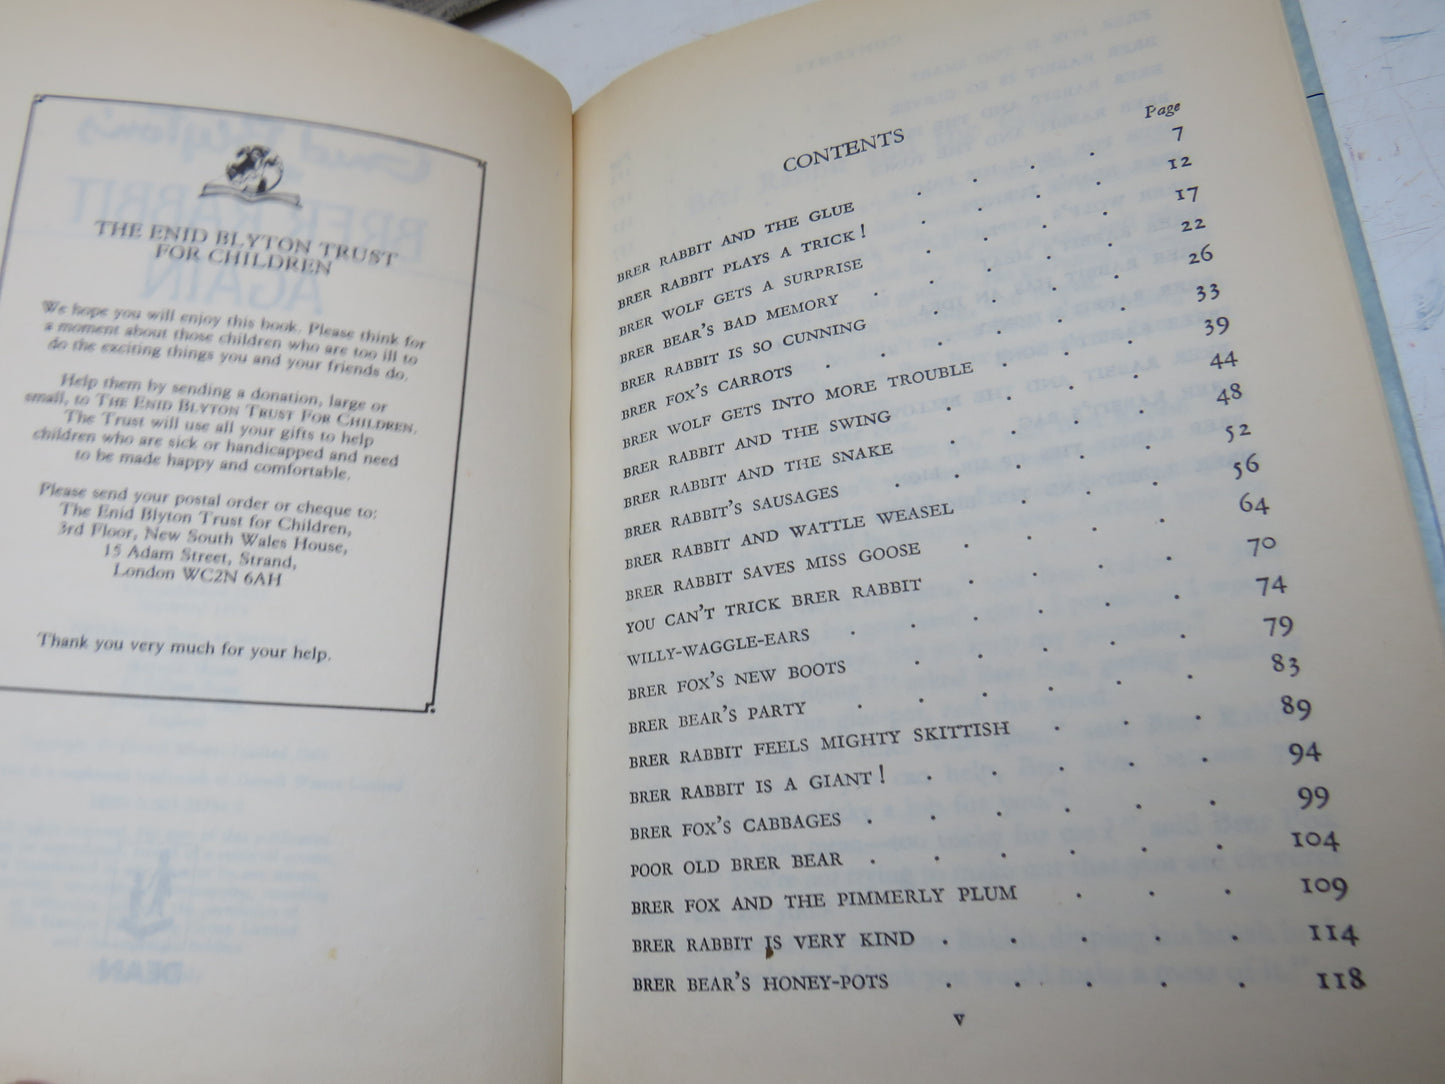 THE ENID BLYTON TRUST
FOR CHILDREN
We hope you will enjoy this book. Please think for
a moment about those children who are too ill to
do the exciting things you and your friends do.
Help them by sending a donation, large or
small, to THE ENID BLYTON TRUST FOR CHILDREN.
The Trust will use all your gifts to help
children who are sick or handicapped and need
to be made happy and comfortable.
Please send your postal order or cheque to:
The Enid Blyton Trust for Children,
3rd Floor, New South Wales House,
15 Adam Street, Strand,
London WC2N 6AH
Thank you very much for your help.
CONTENTS
Page
BRER RABBIT AND THE GLUE . . . . 7
BRER RABBIT PLAYS A TRICK! . . . . 12
BRER WOLF GETS A SURPRISE . . . . 17
BRER BEAR'S BAD MEMORY . . . . 22
BRER RABBIT IS SO CUNNING . . . . 26
BRER FOX'S CARROTS . . . . . 33
BRER WOLF GETS INTO MORE TROUBLE . . . 39
BRER RABBIT AND THE SWING . . . . 44
BRER RABBIT AND THE SNAKE . . . . 48
BRER RABBIT'S SAUSAGES . . . . . 52
BRER RABBIT AND WATTLE WEASEL . . . 56
BRER RABBIT SAVES MISS GOOSE . . . . 64
YOU CAN'T TRICK BRER RABBIT . . . . 70
WILLY-WAGGLE-EARS . . . . . 74
BRER FOX'S NEW BOOTS . . . . . 79
BRER BEAR'S PARTY . . . . . 83
BRER RABBIT FEELS MIGHTY SKITTISH . . . 89
BRER RABBIT IS A GIANT! . . . . . 94
BRER FOX'S CABBAGES . . . . . . 99
POOR OLD BRER BEAR . . . . . . 104
BRER FOX AND THE PIMMERLY PLUM . . . 109
BRER RABBIT IS VERY KIND . . . . . 114
BRER BEAR'S HONEY-POTS . . . . . 118
v